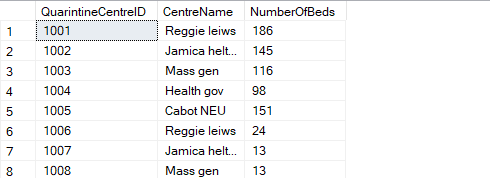 QuarintineCentreID CentreName NumberOfBeds
1 1001 Reggie leiws 186
2 1002 Jamica helt... 145
3 1003 Mass gen 116
4 1004 Health gov 98
5 1005 Cabot NEU 151
6 1006 Reggie leiws 24
7 1007 Jamica helt... 13
8 1008 Mass gen 13